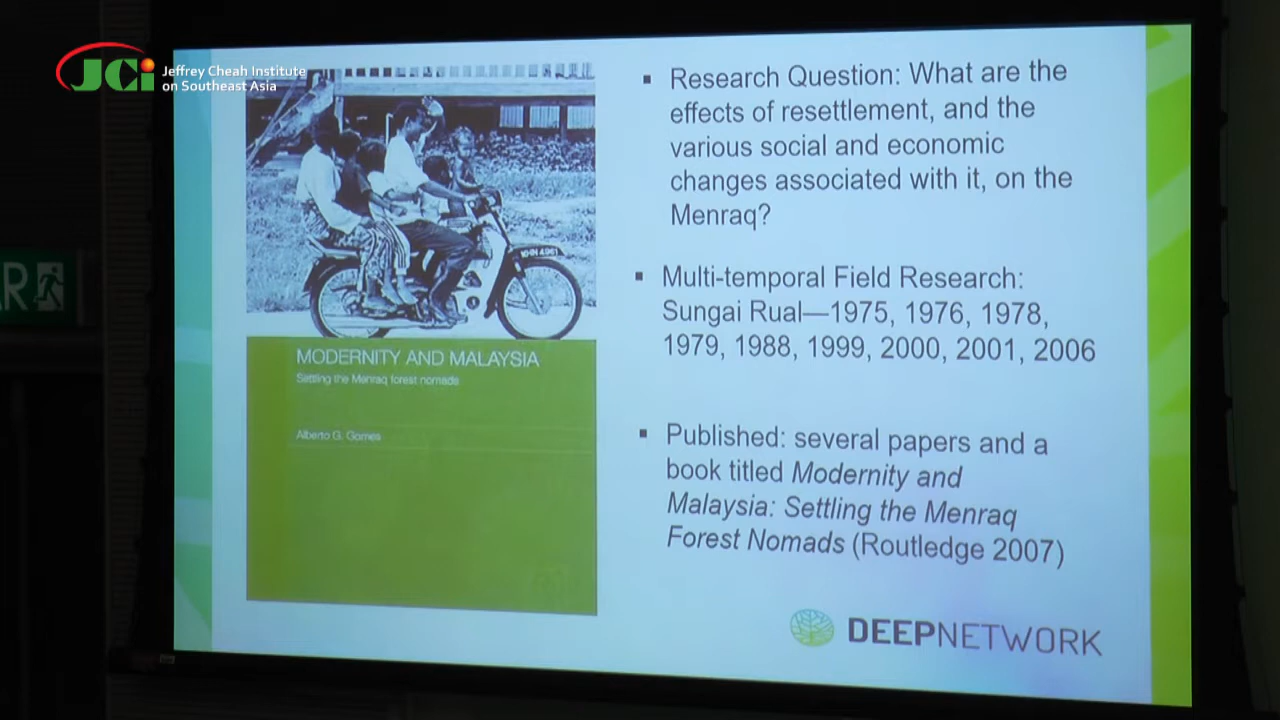 JCi Jeffrey Cheah Institute
on Southeast Asia
▪ Research Question: What are the
effects of resettlement, and the
various social and economic
changes associated with it, on the
Menraq?
▪ Multi-temporal Field Research:
Sungai Rual—1975, 1976, 1978,
1979, 1988, 1999, 2000, 2001, 2006
▪ Published: several papers and a
book titled Modernity and
Malaysia: Settling the Menraq
Forest Nomads (Routledge 2007)
MODERNITY AND MALAYSIA
Settling the Menraq forest nomads
Alberto G. Gomes
DEEPNETWORK